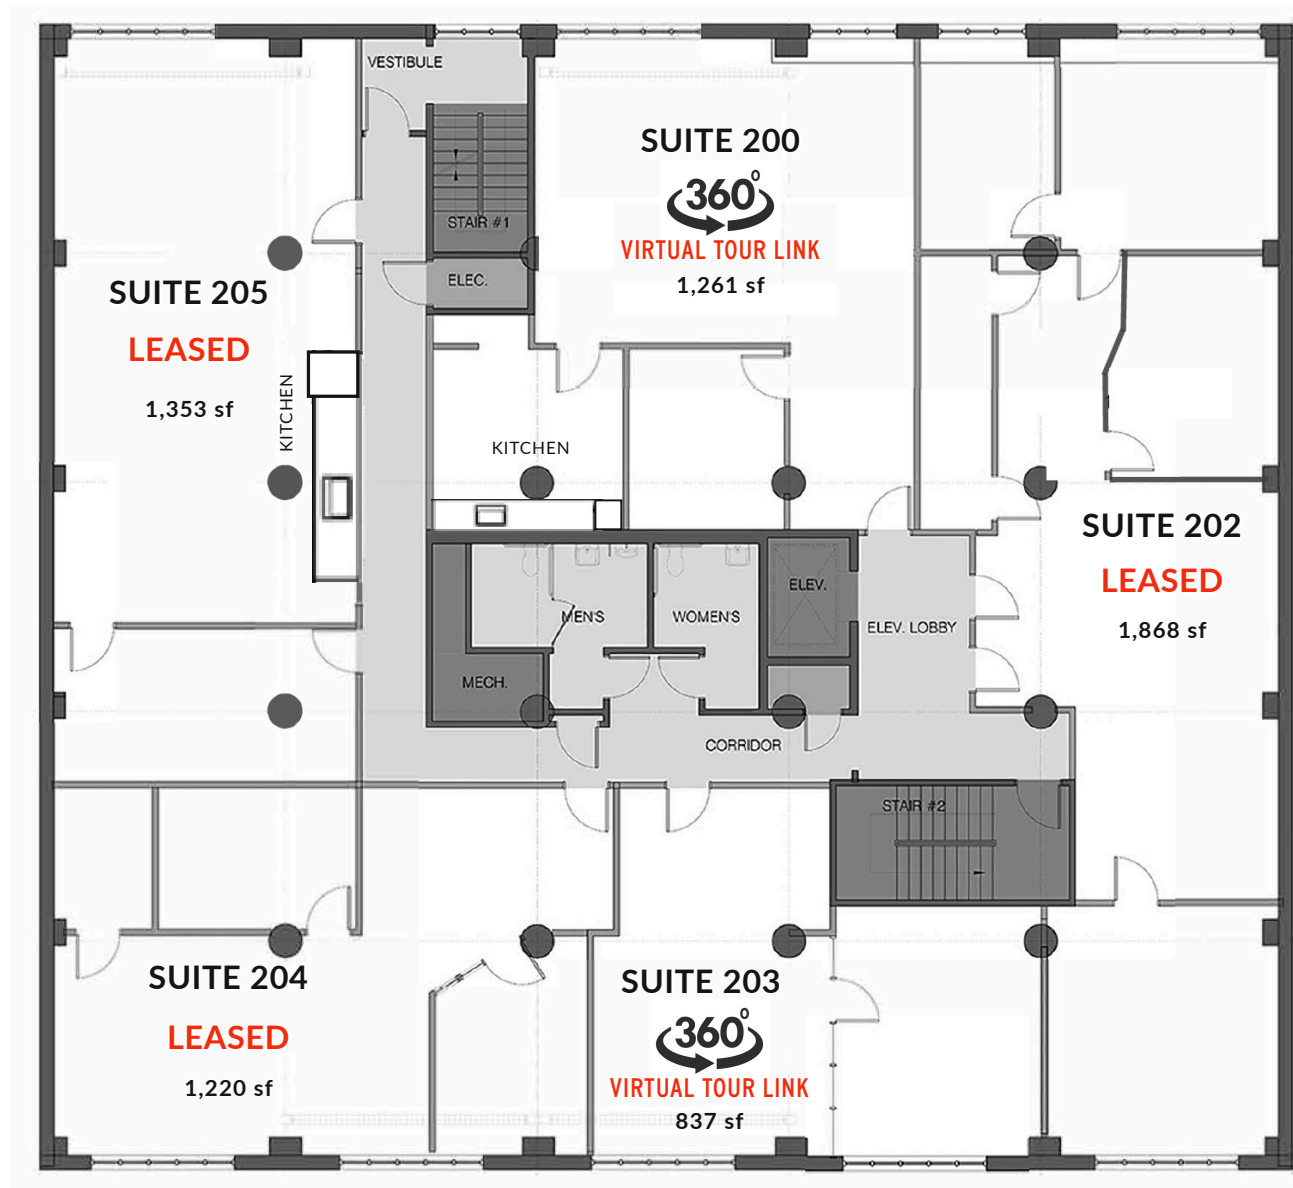 VESTIBULE
STAIR #1
ELEC.
SUITE 200
360°
VIRTUAL TOUR LINK
1,261 sf
SUITE 205
LEASED
1,353 sf
KITCHEN
KITCHEN
SUITE 202
LEASED
1,868 sf
MEN'S
WOMEN'S
ELEV.
ELEV. LOBBY
MECH.
CORRIDOR
STAIR #2
SUITE 204
LEASED
1,220 sf
SUITE 203
360°
VIRTUAL TOUR LINK
837 sf